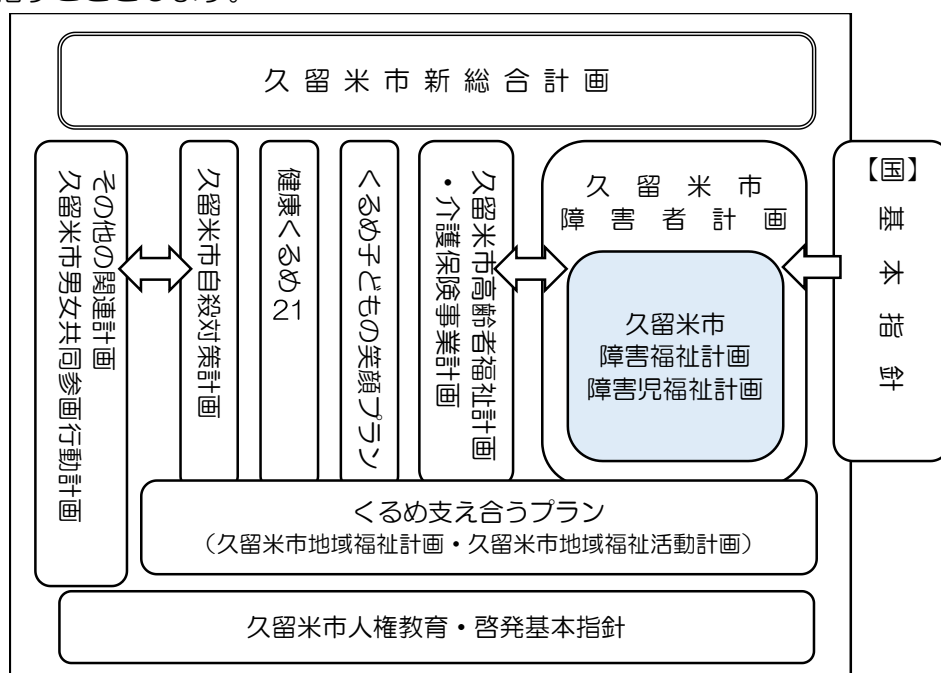 指すこととします。
久留米市新総合計画
その他の関連計画
久留米市男女共同参画行動計画
久留米市自殺対策計画
健康くるめ21
くるめ子どもの笑顔プラン
久留米市高齢者福祉計画
・介護保険事業計画
久留米市
障害者計画
久留米市
障害福祉計画
障害児福祉計画
【国】基本指針
くるめ支え合うプラン
（久留米市地域福祉計画・久留米市地域福祉活動計画）
久留米市人権教育・啓発基本指針